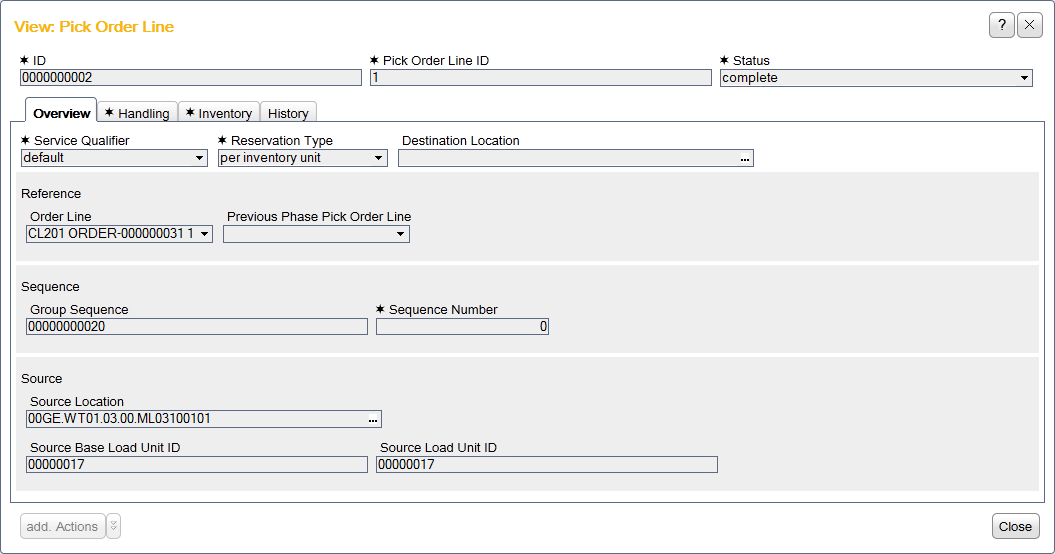 View: Pick Order Line
?
✶ ID
✶ Pick Order Line ID
✶ Status
0000000002
1
complete
Overview
✶ Handling
✶ Inventory
History
✶ Service Qualifier
✶ Reservation Type
Destination Location
default
per inventory unit
...
Reference
Order Line
Previous Phase Pick Order Line
CL201 ORDER-000000031 1
Sequence
Group Sequence
✶ Sequence Number
00000000020
0
Source
Source Location
00GE.WT01.03.00.ML03100101
...
Source Base Load Unit ID
Source Load Unit ID
00000017
00000017
add. Actions
Close